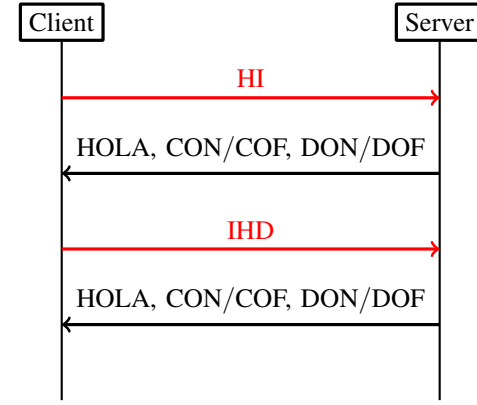 Client
Server
HI
HOLA, CON/COF, DON/DOF
IHD
HOLA, CON/COF, DON/DOF